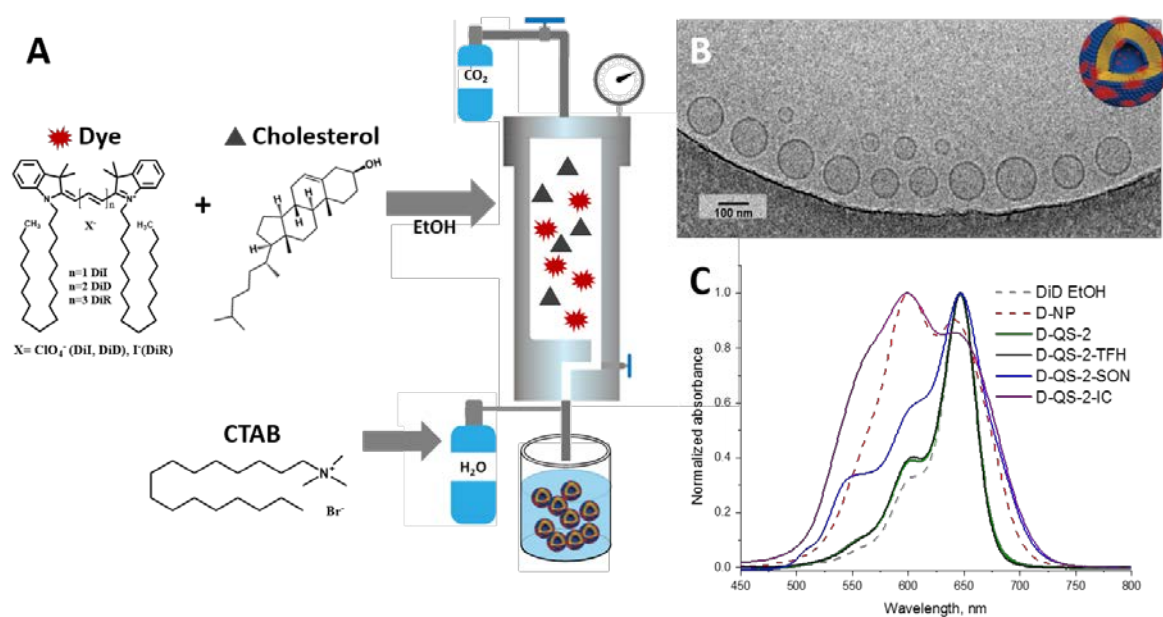 A
CO₂
Dye
Cholesterol
OH
N
N⁺
n
CH₃
H₃C
X⁻
n=1 DiI
n=2 DiD
n=3 DiR
X= ClO₄⁻ (DiI, DiD), I⁻(DiR)
+
H
H
H
H
EtOH
CTAB
N⁺
Br⁻
H₂O
B
100 nm
C
DiD EtOH
D-NP
D-QS-2
D-QS-2-TFH
D-QS-2-SON
D-QS-2-IC
Normalized absorbance
1.0
0.8
0.6
0.4
0.2
0.0
450 500 550 600 650 700 750 800
Wavelength, nm